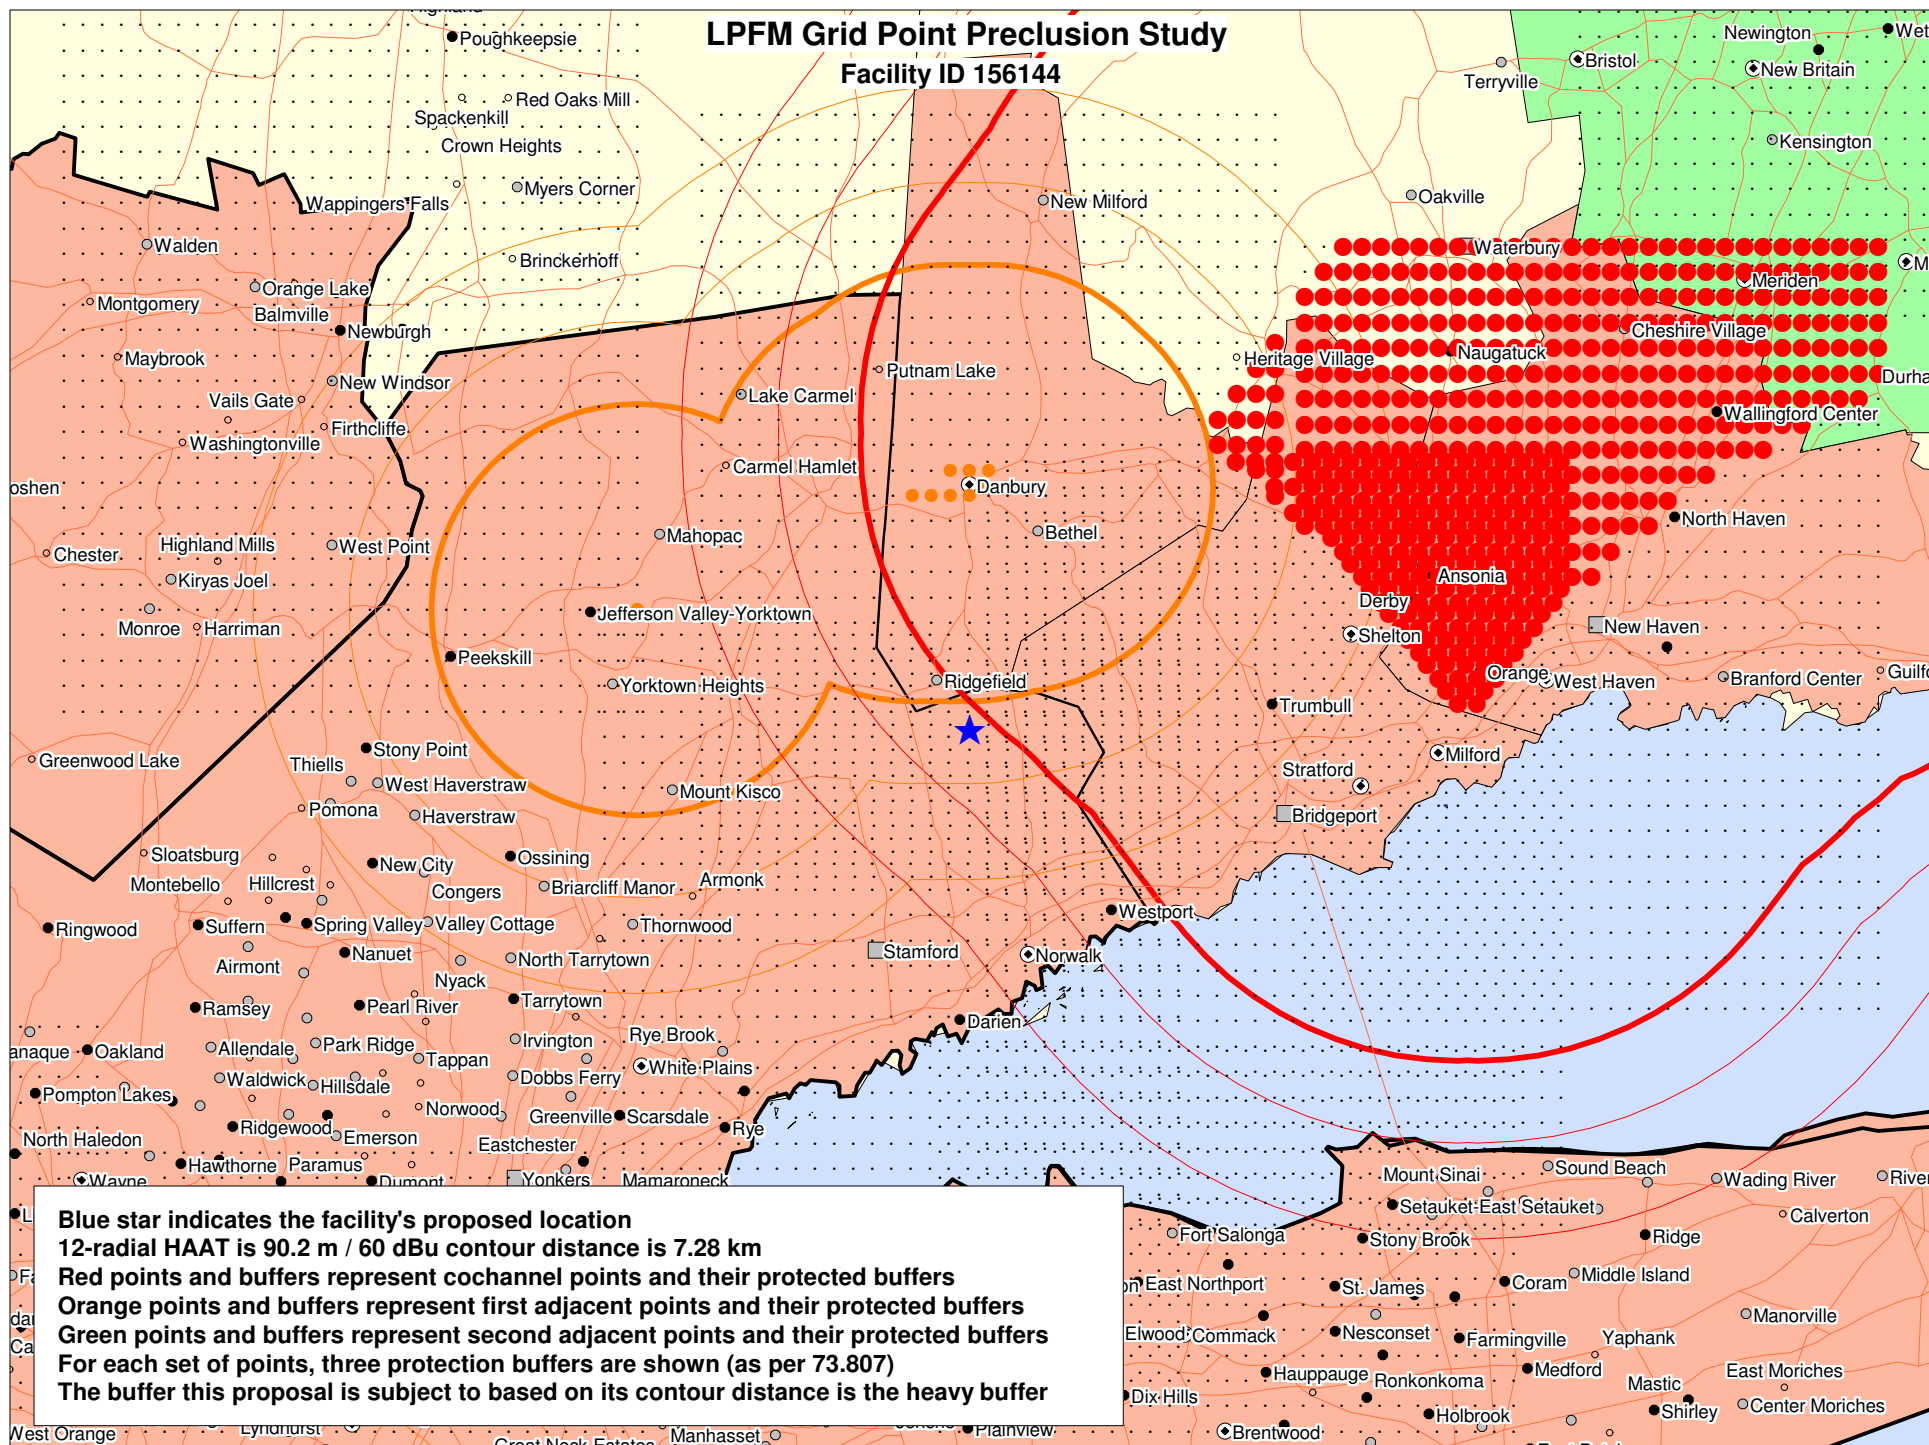 Highland
LPFM Grid Point Preclusion Study
Facility ID 156144
Poughkeepsie
Newington
Wet
Bristol
New Britain
Terryville
Red Oaks Mill
Spackenkill
Crown Heights
Kensington
Myers Corner
Wappingers Falls
New Milford
Oakville
Walden
Waterbury
Brinckerhoff
M
Orange Lake
Meriden
Montgomery
Balmville
Newburgh
Cheshire Village
Maybrook
Heritage Village
Naugatuck
Putnam Lake
Durha
New Windsor
Lake Carmel
Vails Gate
Wallingford Center
Firthcliffe
Washingtonville
Carmel Hamlet
oshen
Danbury
North Haven
Mahopac
Bethel
Highland Mills
West Point
Chester
Kiryas Joel
Ansonia
Derby
Jefferson Valley-Yorktown
Monroe
Harriman
Shelton
New Haven
Peekskill
Orange
Yorktown Heights
Ridgefield
West Haven
Branford Center
Guilfo
Trumbull
Stony Point
Greenwood Lake
Thiells
Milford
Stratford
West Haverstraw
Mount Kisco
Pomona
Haverstraw
Bridgeport
Sloatsburg
New City
Ossining
Montebello
Hillcrest
Congers
Briarcliff Manor
Armonk
Westport
Ringwood
Suffern
Spring Valley
Valley Cottage
Thornwood
Nanuet
Stamford
Norwalk
Airmont
North Tarrytown
Nyack
Ramsey
Pearl River
Tarrytown
Darien
anaque
Oakland
Allendale
Park Ridge
Tappan
Irvington
Rye Brook
White Plains
Waldwick
Hillsdale
Dobbs Ferry
Pompton Lakes
Norwood
Greenville
Scarsdale
North Haledon
Ridgewood
Emerson
Eastchester
Rye
Hawthorne
Paramus
Mount Sinai
Sound Beach
Wayne
Dumont
Yonkers
Mamaroneck
Wading River
River
Setauket-East Setauket
Calverton
Fort Salonga
Stony Brook
Ridge
Blue star indicates the facility's proposed location
12-radial HAAT is 90.2 m / 60 dBu contour distance is 7.28 km
Red points and buffers represent cochannel points and their protected buffers
Orange points and buffers represent first adjacent points and their protected buffers
Green points and buffers represent second adjacent points and their protected buffers
For each set of points, three protection buffers are shown (as per 73.807)
The buffer this proposal is subject to based on its contour distance is the heavy buffer
East Northport
St. James
Coram
Middle Island
Manorville
Elwood
Commack
Nesconset
Farmingville
Yaphank
Hauppauge
Ronkonkoma
Medford
East Moriches
Dix Hills
Mastic
Shirley
Center Moriches
Holbrook
Brentwood
West Orange
Lyndhurst
Great Neck Estates
Manhasset
Plainview